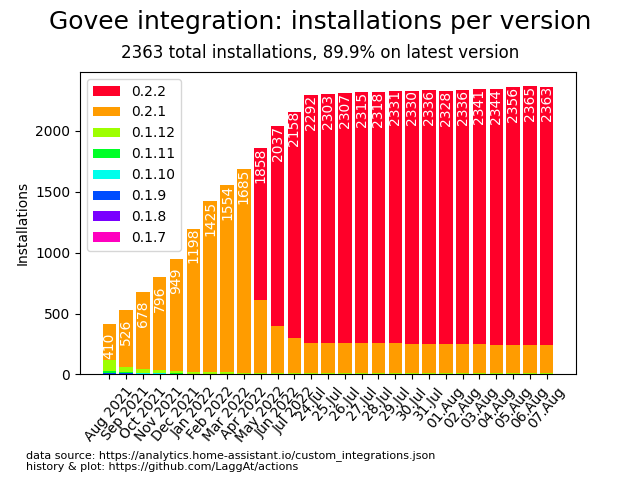 Govee integration: installations per version
2363 total installations, 89.9% on latest version
0.2.2
0.2.1
0.1.12
0.1.11
0.1.10
0.1.9
0.1.8
0.1.7
Installations
2000
1500
1000
500
0
410
526
678
796
949
1198
1425
1554
1685
1858
2037
2158
2292
2303
2307
2315
2318
2331
2330
2336
2328
2336
2341
2344
2356
2365
2363
Aug 2021
Sep 2021
Oct 2021
Nov 2021
Dec 2021
Jan 2022
Feb 2022
Mar 2022
Apr 2022
May 2022
Jun 2022
Jul 2022
24.Jul
25.Jul
26.Jul
27.Jul
28.Jul
29.Jul
30.Jul
31.Jul
01.Aug
02.Aug
03.Aug
04.Aug
05.Aug
06.Aug
07.Aug
data source: https://analytics.home-assistant.io/custom_integrations.json
history & plot: https://github.com/LaggAt/actions